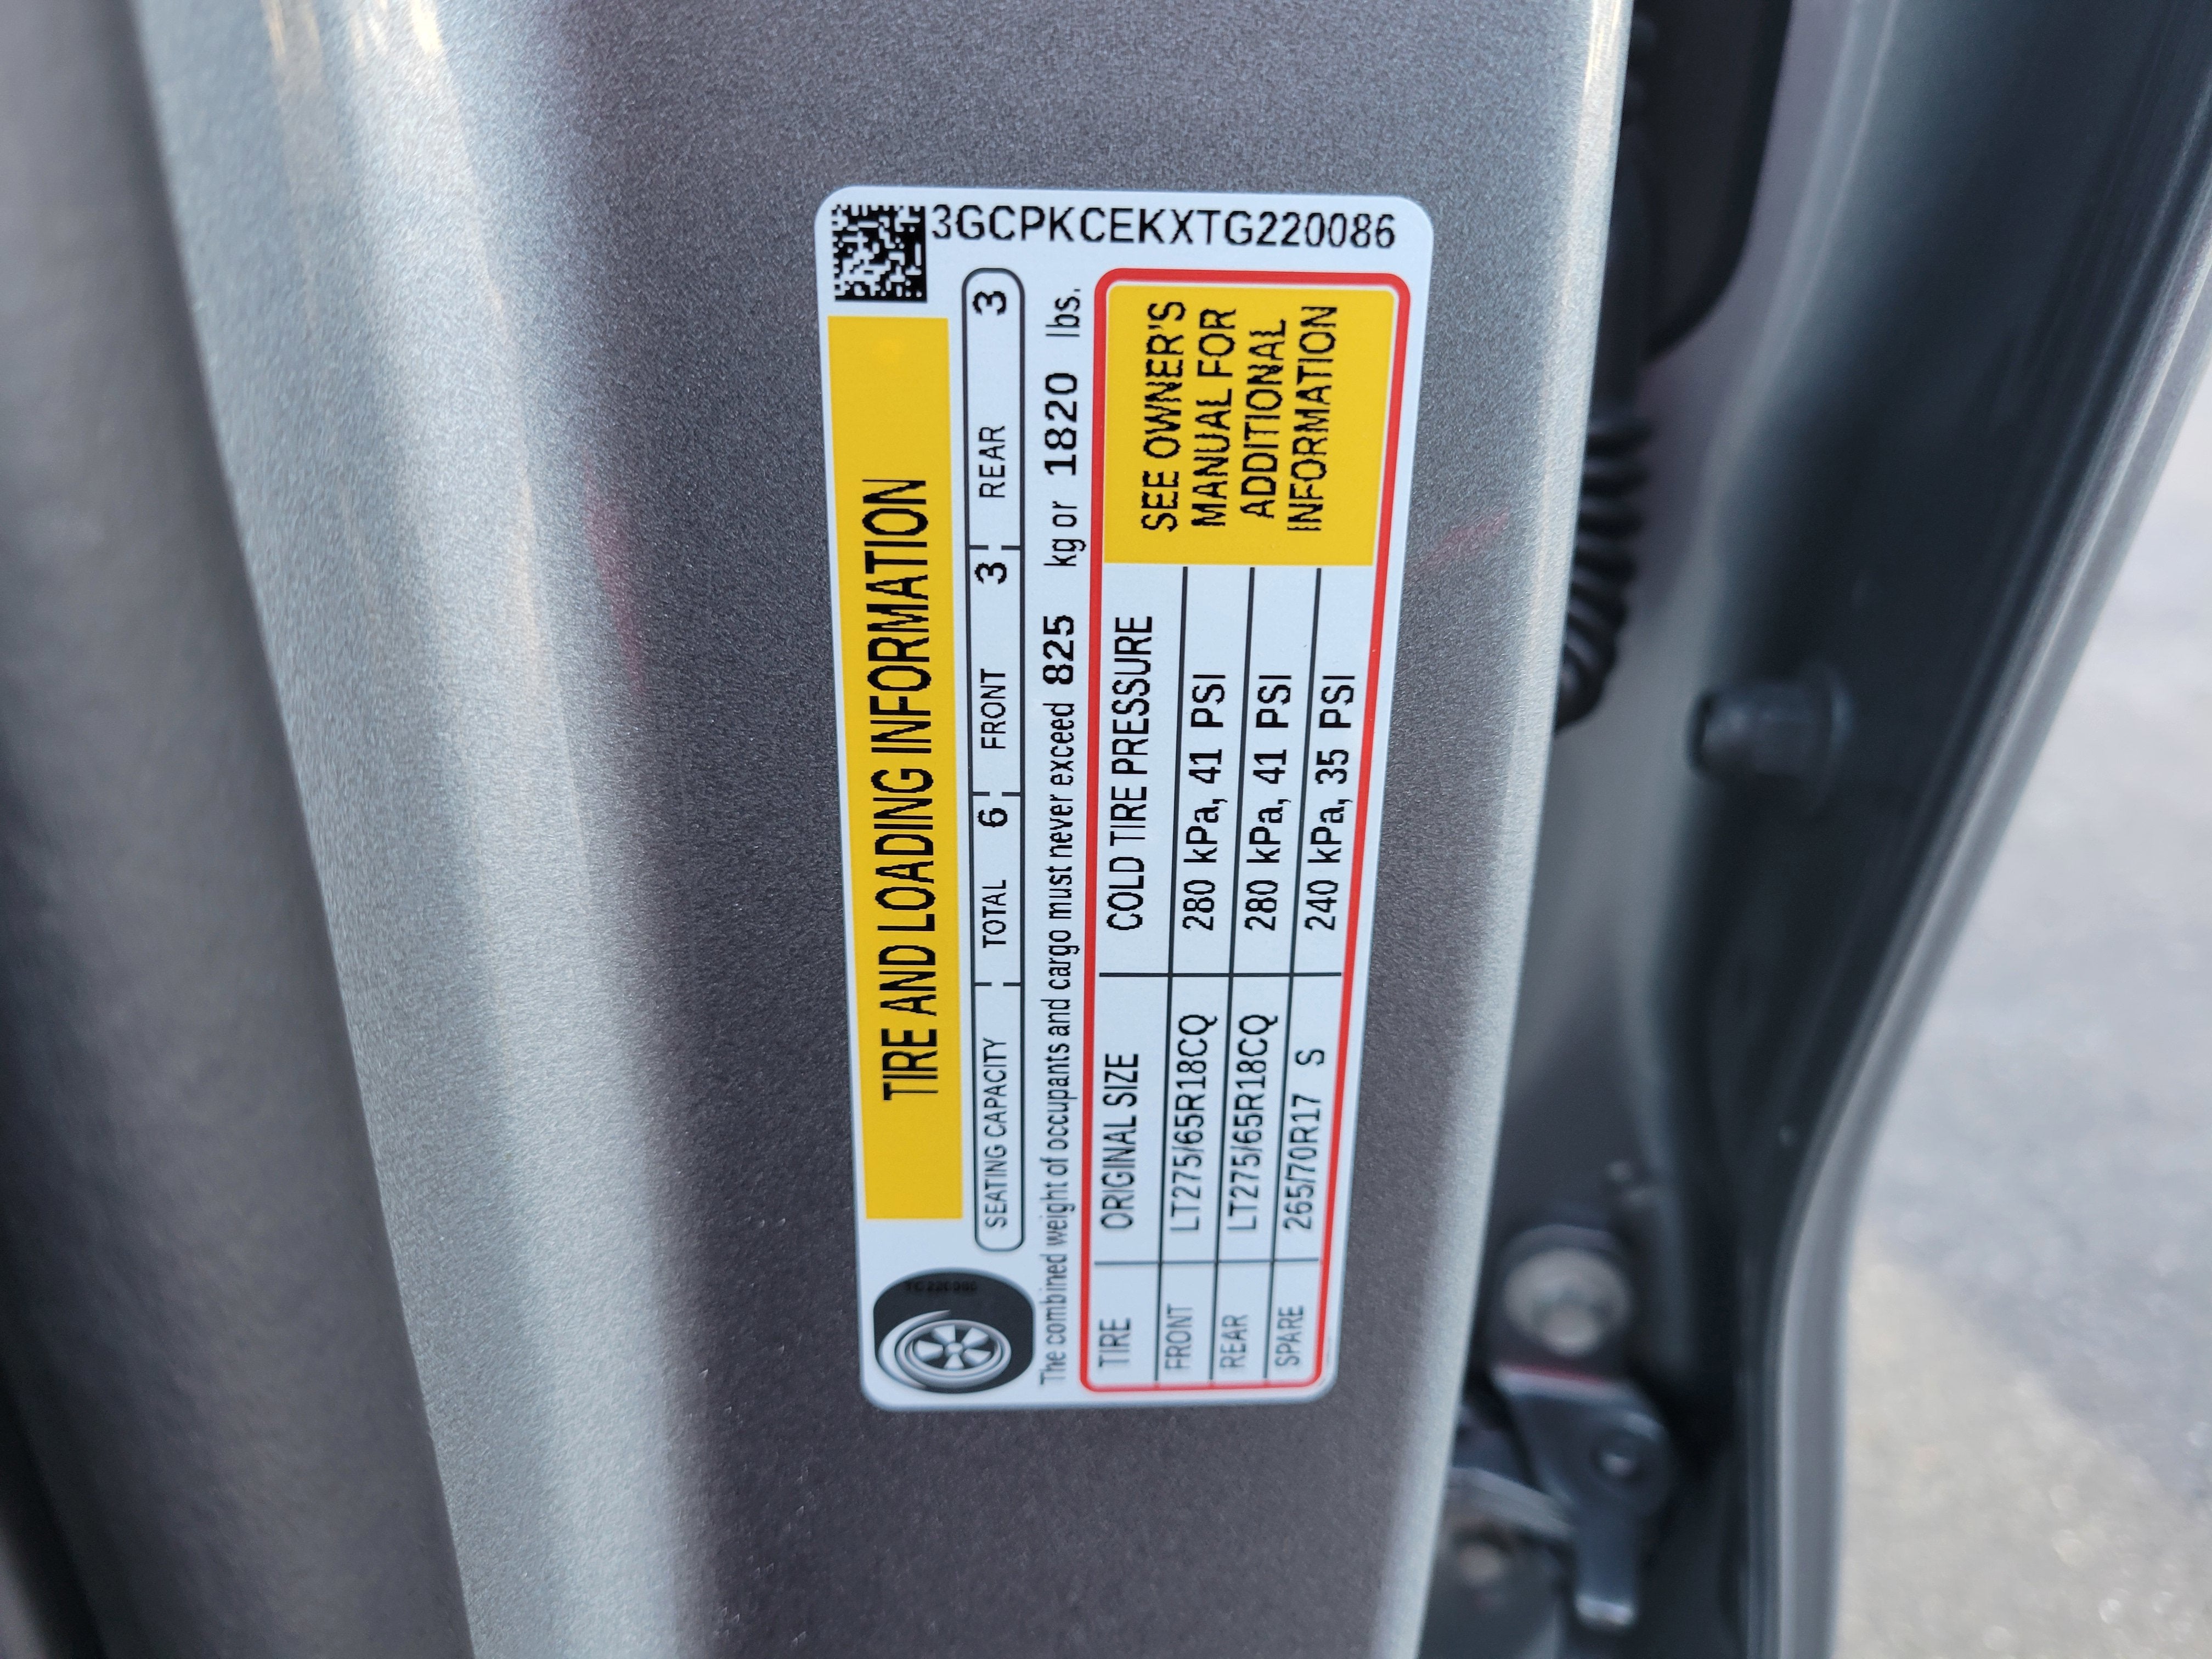 3GCPKCEKXTG220086
TIRE AND LOADING INFORMATION
SEATING CAPACITY TOTAL 6 FRONT 3 REAR 3
The combined weight of occupants and cargo must never exceed 825 kg or 1820 lbs.
TIRE ORIGINAL SIZE COLD TIRE PRESSURE
FRONT LT275/65R18CQ 280 kPa, 41 PSI
REAR LT275/65R18CQ 280 kPa, 41 PSI
SPARE 265/70R17 S 240 kPa, 35 PSI
SEE OWNER'S
MANUAL FOR
ADDITIONAL
INFORMATION